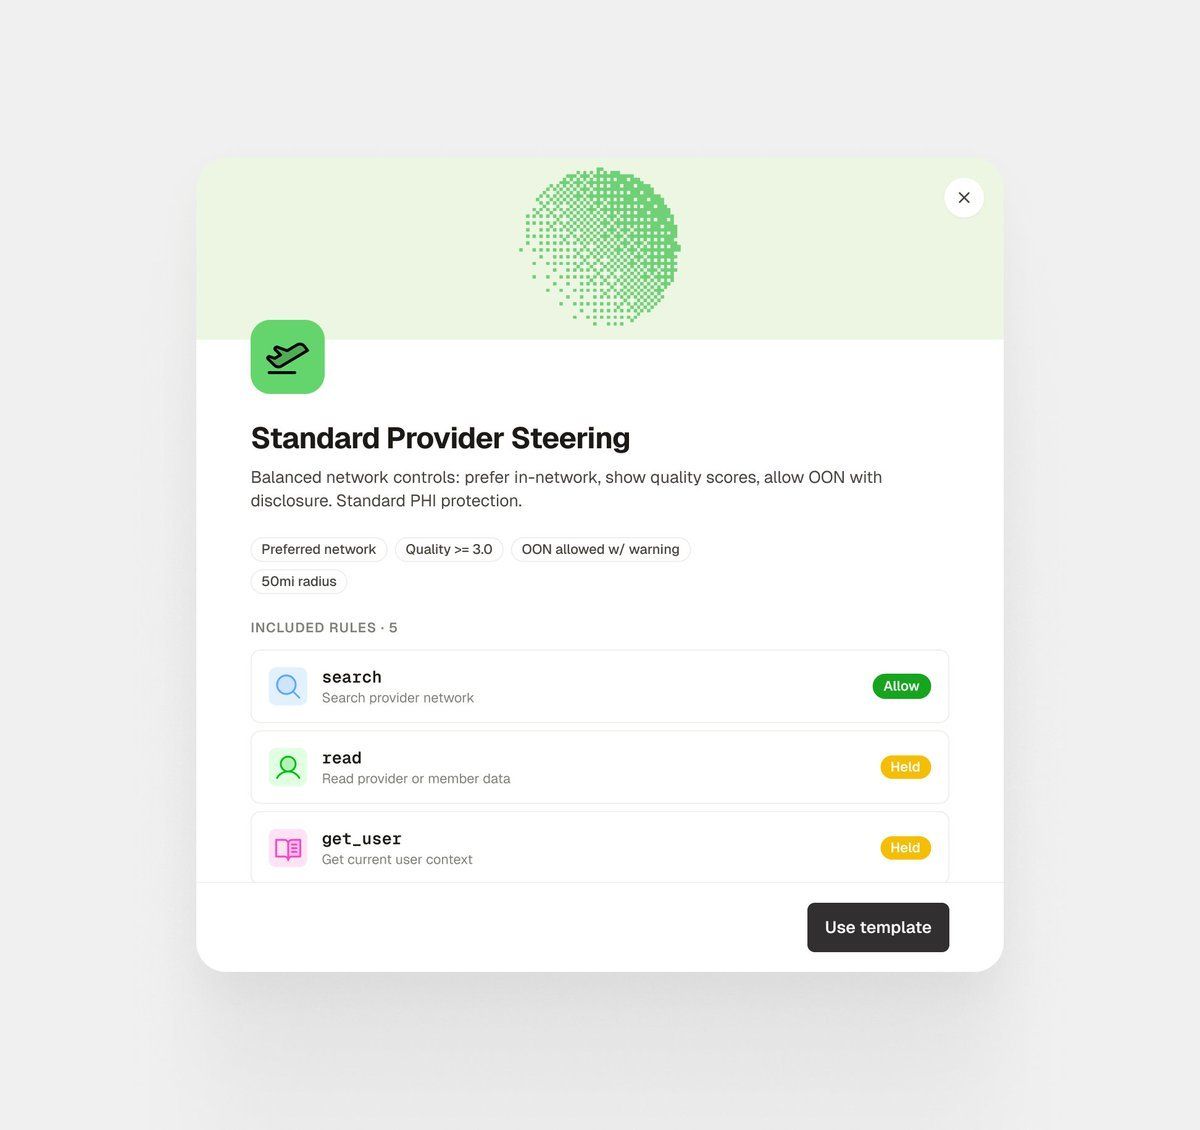 Standard Provider Steering
Balanced network controls: prefer in-network, show quality scores, allow OON with
disclosure. Standard PHI protection.
Preferred network
Quality >= 3.0
OON allowed w/ warning
50mi radius
INCLUDED RULES · 5
search
Search provider network
Allow
read
Read provider or member data
Held
get_user
Get current user context
Held
Use template